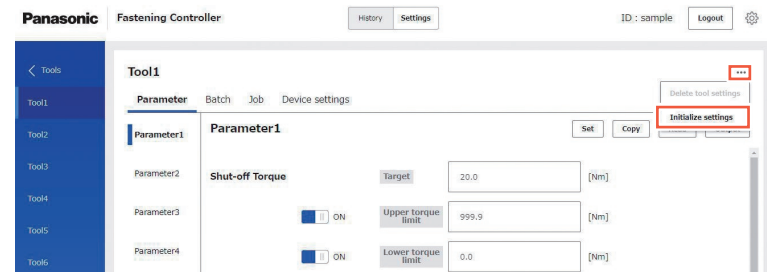 Panasonic Fastening Controller History Settings ID : sample Logout
< Tools
Tool1
...
Delete tool settings
Initialize settings
Parameter Batch Job Device settings
Tool1
Parameter1
Parameter1
Set Copy
Tool2
Parameter2
Shut-off Torque Target 20.0 [Nm]
Tool3
Tool4
Parameter3
ON Upper torque
limit 999.9 [Nm]
Tool5
Parameter4
ON Lower torque
limit 0.0 [Nm]
Tool6